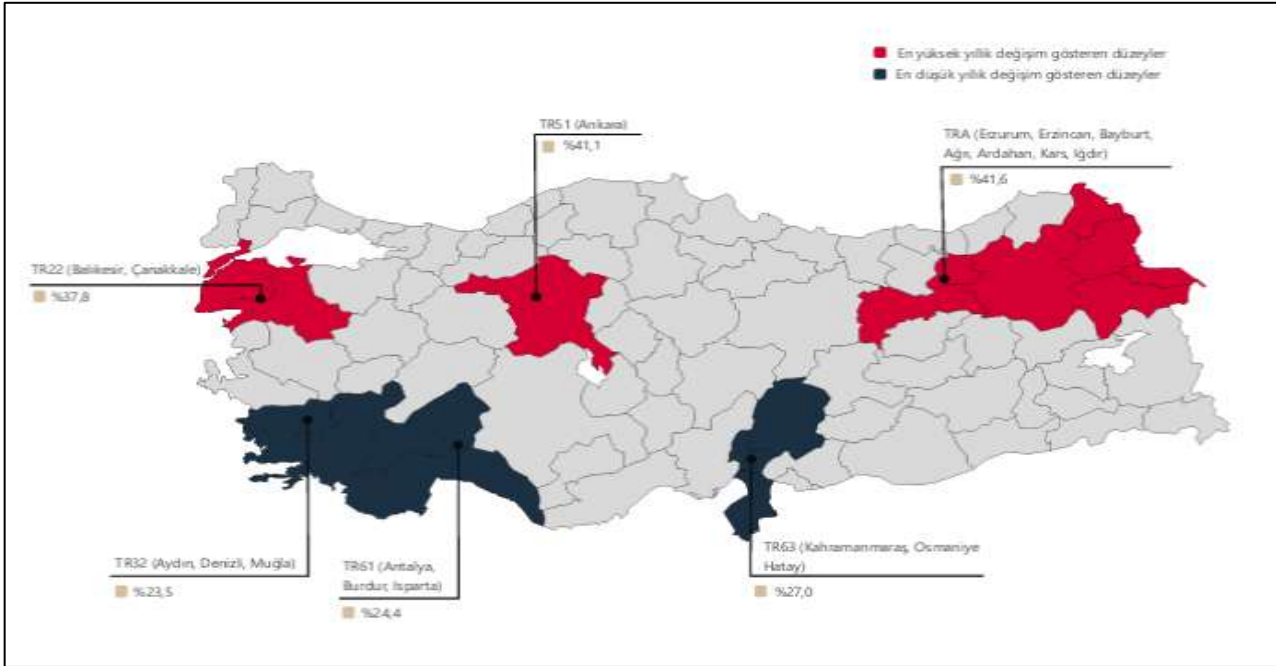 En yüksek yıllık değişim gösteren düzeyler
En düşük yıllık değişim gösteren düzeyler
TR51 (Ankara)
%41,1
TRA (Erzurum, Erzincan, Bayburt,
Ağrı, Ardahan, Kars, Iğdır)
%41,6
TR22 (Balıkesir, Çanakkale)
%37,8
TR32 (Aydın, Denizli, Muğla)
%23,5
TR61 (Antalya,
Burdur, Isparta)
%24,4
TR63 (Kahramanmaraş, Osmaniye
Hatay)
%27,0